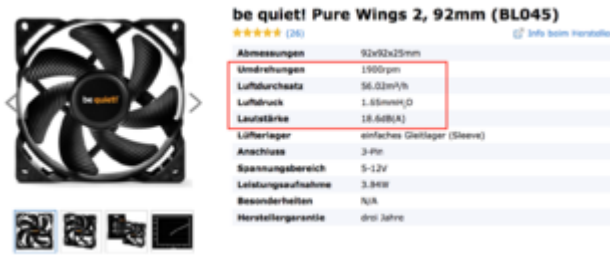 be quiet! Pure Wings 2, 92mm (BL045)
(26)
Info beim Hersteller
Abmessungen 92x92x25mm
Umdrehungen 1900rpm
Luftdurchsatz 56.02m³/h
Luftdruck 1.65mmH₂O
Lautstärke 18.6dB(A)
Lüfterlager einfaches Gleitlager (Sleeve)
Anschluss 3-Pin
Spannungsbereich 5-12V
Leistungsaufnahme 3.84W
Besonderheiten N/A
Herstellergarantie drei Jahre
be quiet!